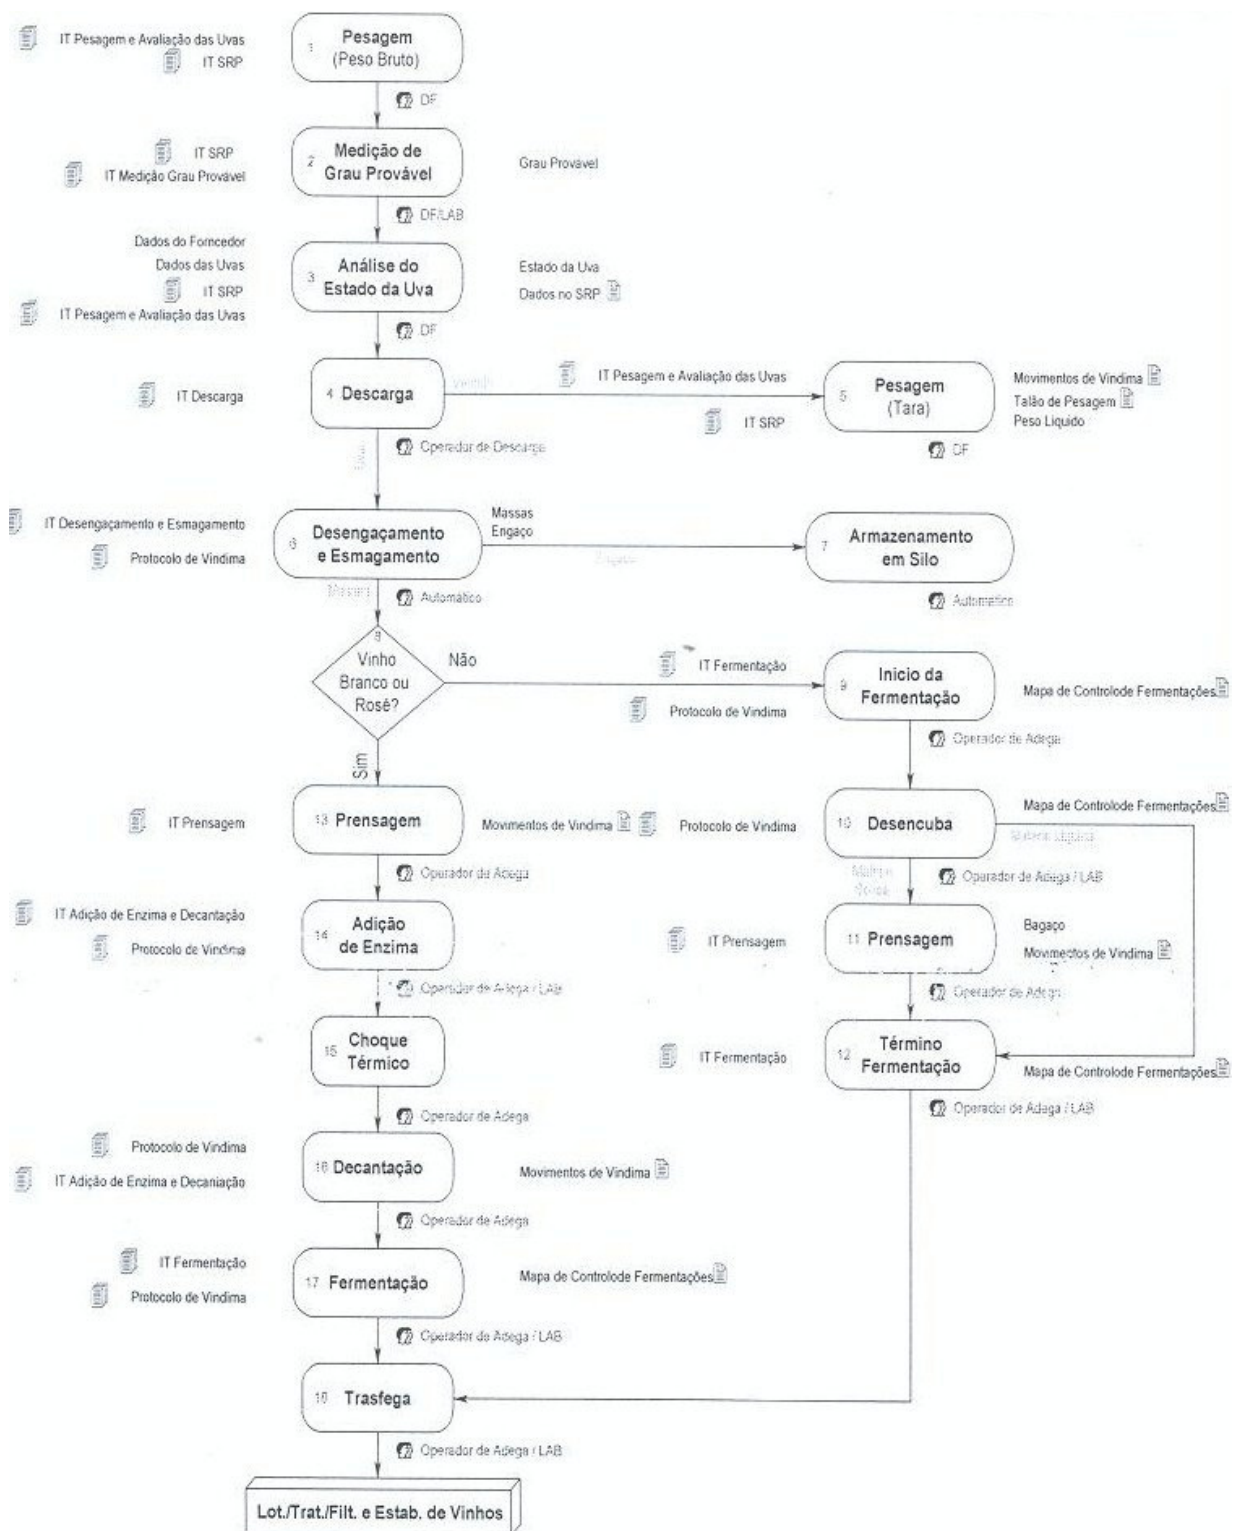 IT Pesagem e Avaliação das Uvas
IT SRP
1 Pesagem
(Peso Bruto)
DF
IT SRP
IT Medição Grau Provável
2 Medição de
Grau Provável
Grau Provável
DF/LAB
Dados do Forncedor
Dados das Uvas
IT SRP
IT Pesagem e Avaliação das Uvas
3 Análise do
Estado da Uva
Estado da Uva
Dados no SRP
DF
IT Descarga
4 Descarga
IT Pesagem e Avaliação das Uvas
IT SRP
5 Pesagem
(Tara)
Movimentos de Vindima
Talão de Pesagem
Peso Liquido
Operador de Descarga
DF
IT Desengaçamento e Esmagamento
Protocolo de Vindima
6 Desengaçamento
e Esmagamento
Massas
Engaço
7 Armazenamento
em Silo
Automático
Automático
8
Vinho
Branco ou
Rosé?
Não
Sim
IT Fermentação
Protocolo de Vindima
9 Inicio da
Fermentação
Mapa de Controlode Fermentações
Operador de Adega
IT Prensagem
13 Prensagem
Movimentos de Vindima
Operador de Adega
Protocolo de Vindima
10 Desencuba
Mapa de Controlode Fermentações
Operador de Adega / LAB
IT Adição de Enzima e Decantação
Protocolo de Vindima
14 Adição
de Enzima
Operador de Adega / LAB
IT Prensagem
11 Prensagem
Bagaço
Movimentos de Vindima
Operador de Adega
15 Choque
Térmico
Operador de Adega
IT Fermentação
12 Término
Fermentação
Mapa de Controlode Fermentações
Operador de Adega / LAB
Protocolo de Vindima
IT Adição de Enzima e Decaniação
16 Decantação
Movimentos de Vindima
Operador de Adega
IT Fermentação
Protocolo de Vindima
17 Fermentação
Mapa de Controlode Fermentações
Operador de Adega / LAB
18 Trasfega
Operador de Adega / LAB
Lot./Trat./Filt. e Estab. de Vinhos